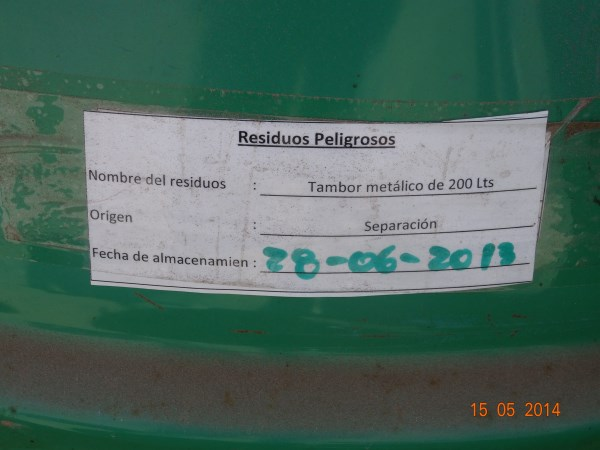 Residuos Peligrosos
Nombre del residuos : Tambor metálico de 200 Lts
Origen : Separación
Fecha de almacenamien : 28-06-2013
15 05 2014